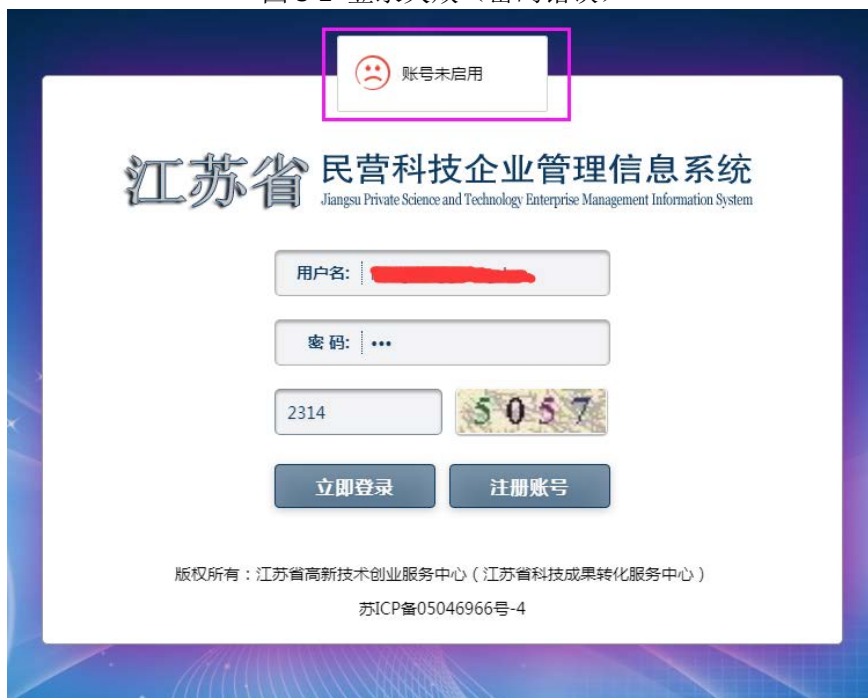 账号未启用
江苏省 民营科技企业管理信息系统
Jiangsu Private Science and Technology Enterprise Management Information System
用户名:
密 码: •••
2314
5057
立即登录 注册账号
版权所有：江苏省高新技术创业服务中心（江苏省科技成果转化服务中心）
苏ICP备05046966号-4